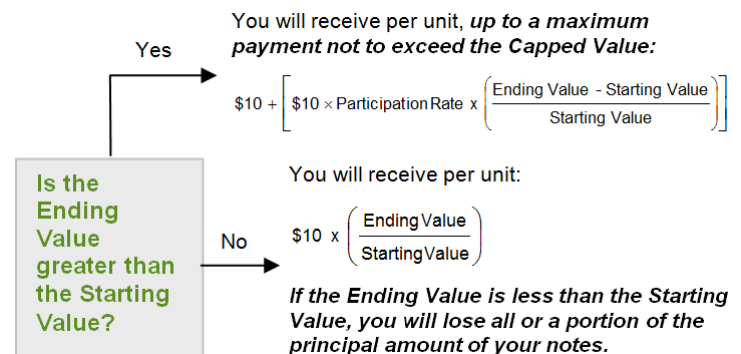 You will receive per unit, up to a maximum
payment not to exceed the Capped Value:
Yes
$10 + [ $10 × Participation Rate x ( Ending Value - Starting Value
Starting Value ) ]
Is the
Ending
Value
greater than
the Starting
Value?
No
You will receive per unit:
$10 x ( Ending Value
Starting Value )
If the Ending Value is less than the Starting
Value, you will lose all or a portion of the
principal amount of your notes.